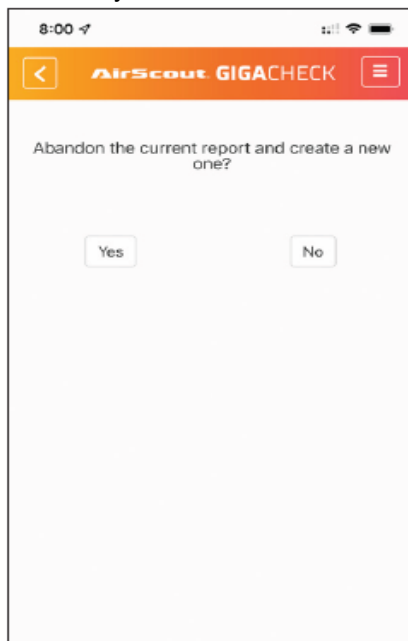 8:00
AirScout GIGACHECK
Abandon the current report and create a new
one?
Yes
No